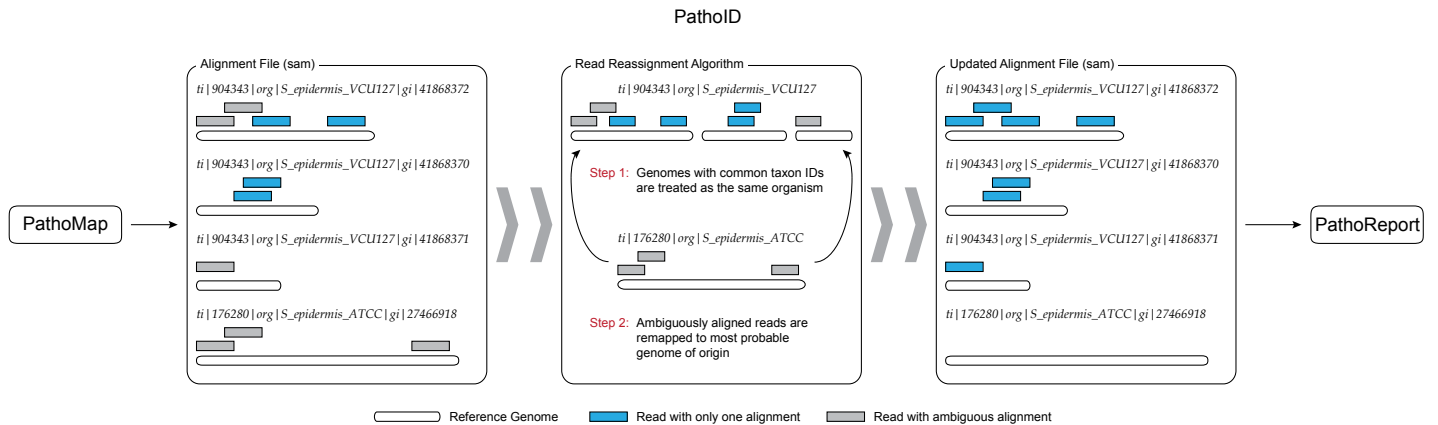 PathoID
PathoMap
Alignment File (sam)
ti|904343|org|S_epidermis_VCU127|gi|41868372
ti|904343|org|S_epidermis_VCU127|gi|41868370
ti|904343|org|S_epidermis_VCU127|gi|41868371
ti|176280|org|S_epidermis_ATCC|gi|27466918
Read Reassignment Algorithm
ti|904343|org|S_epidermis_VCU127
Step 1: Genomes with common taxon IDs
are treated as the same organism
ti|176280|org|S_epidermis_ATCC
Step 2: Ambiguously aligned reads are
remapped to most probable
genome of origin
Updated Alignment File (sam)
ti|904343|org|S_epidermis_VCU127|gi|41868372
ti|904343|org|S_epidermis_VCU127|gi|41868370
ti|904343|org|S_epidermis_VCU127|gi|41868371
ti|176280|org|S_epidermis_ATCC|gi|27466918
PathoReport
Reference Genome
Read with only one alignment
Read with ambiguous alignment